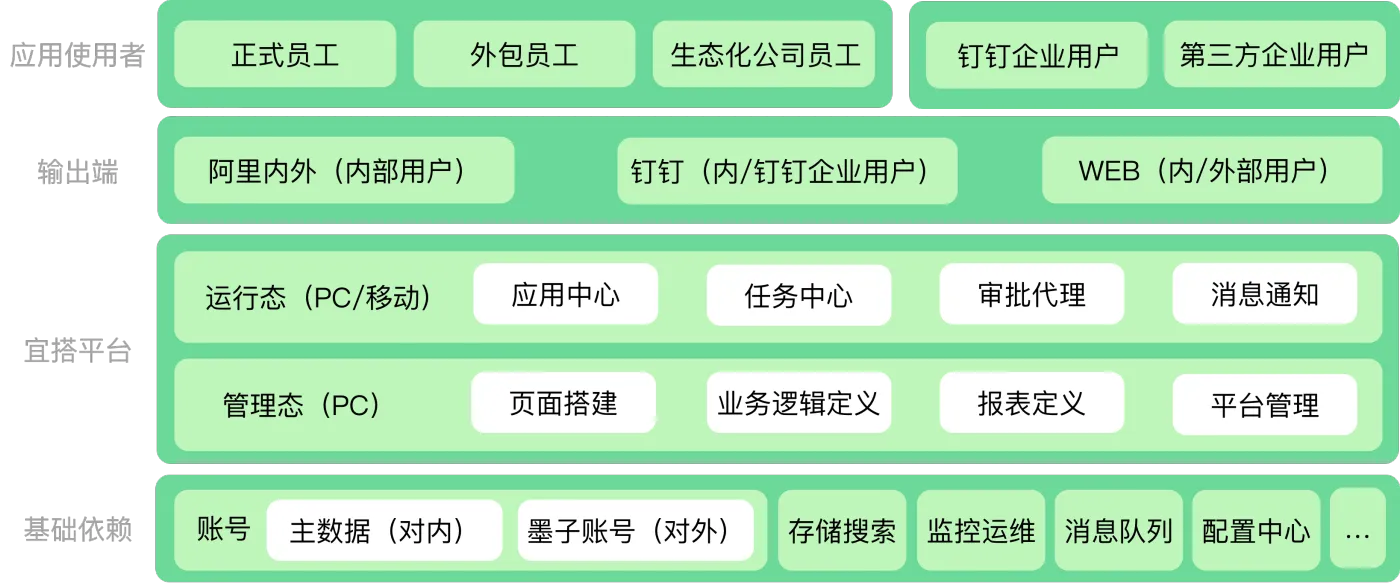 应用使用者
正式员工
外包员工
生态化公司员工
钉钉企业用户
第三方企业用户
输出端
阿里内外（内部用户）
钉钉（内/钉钉企业用户）
WEB（内/外部用户）
宜搭平台
运行态（PC/移动）
应用中心
任务中心
审批代理
消息通知
管理态（PC）
页面搭建
业务逻辑定义
报表定义
平台管理
基础依赖
账号
主数据（对内）
墨子账号（对外）
存储搜索
监控运维
消息队列
配置中心
...